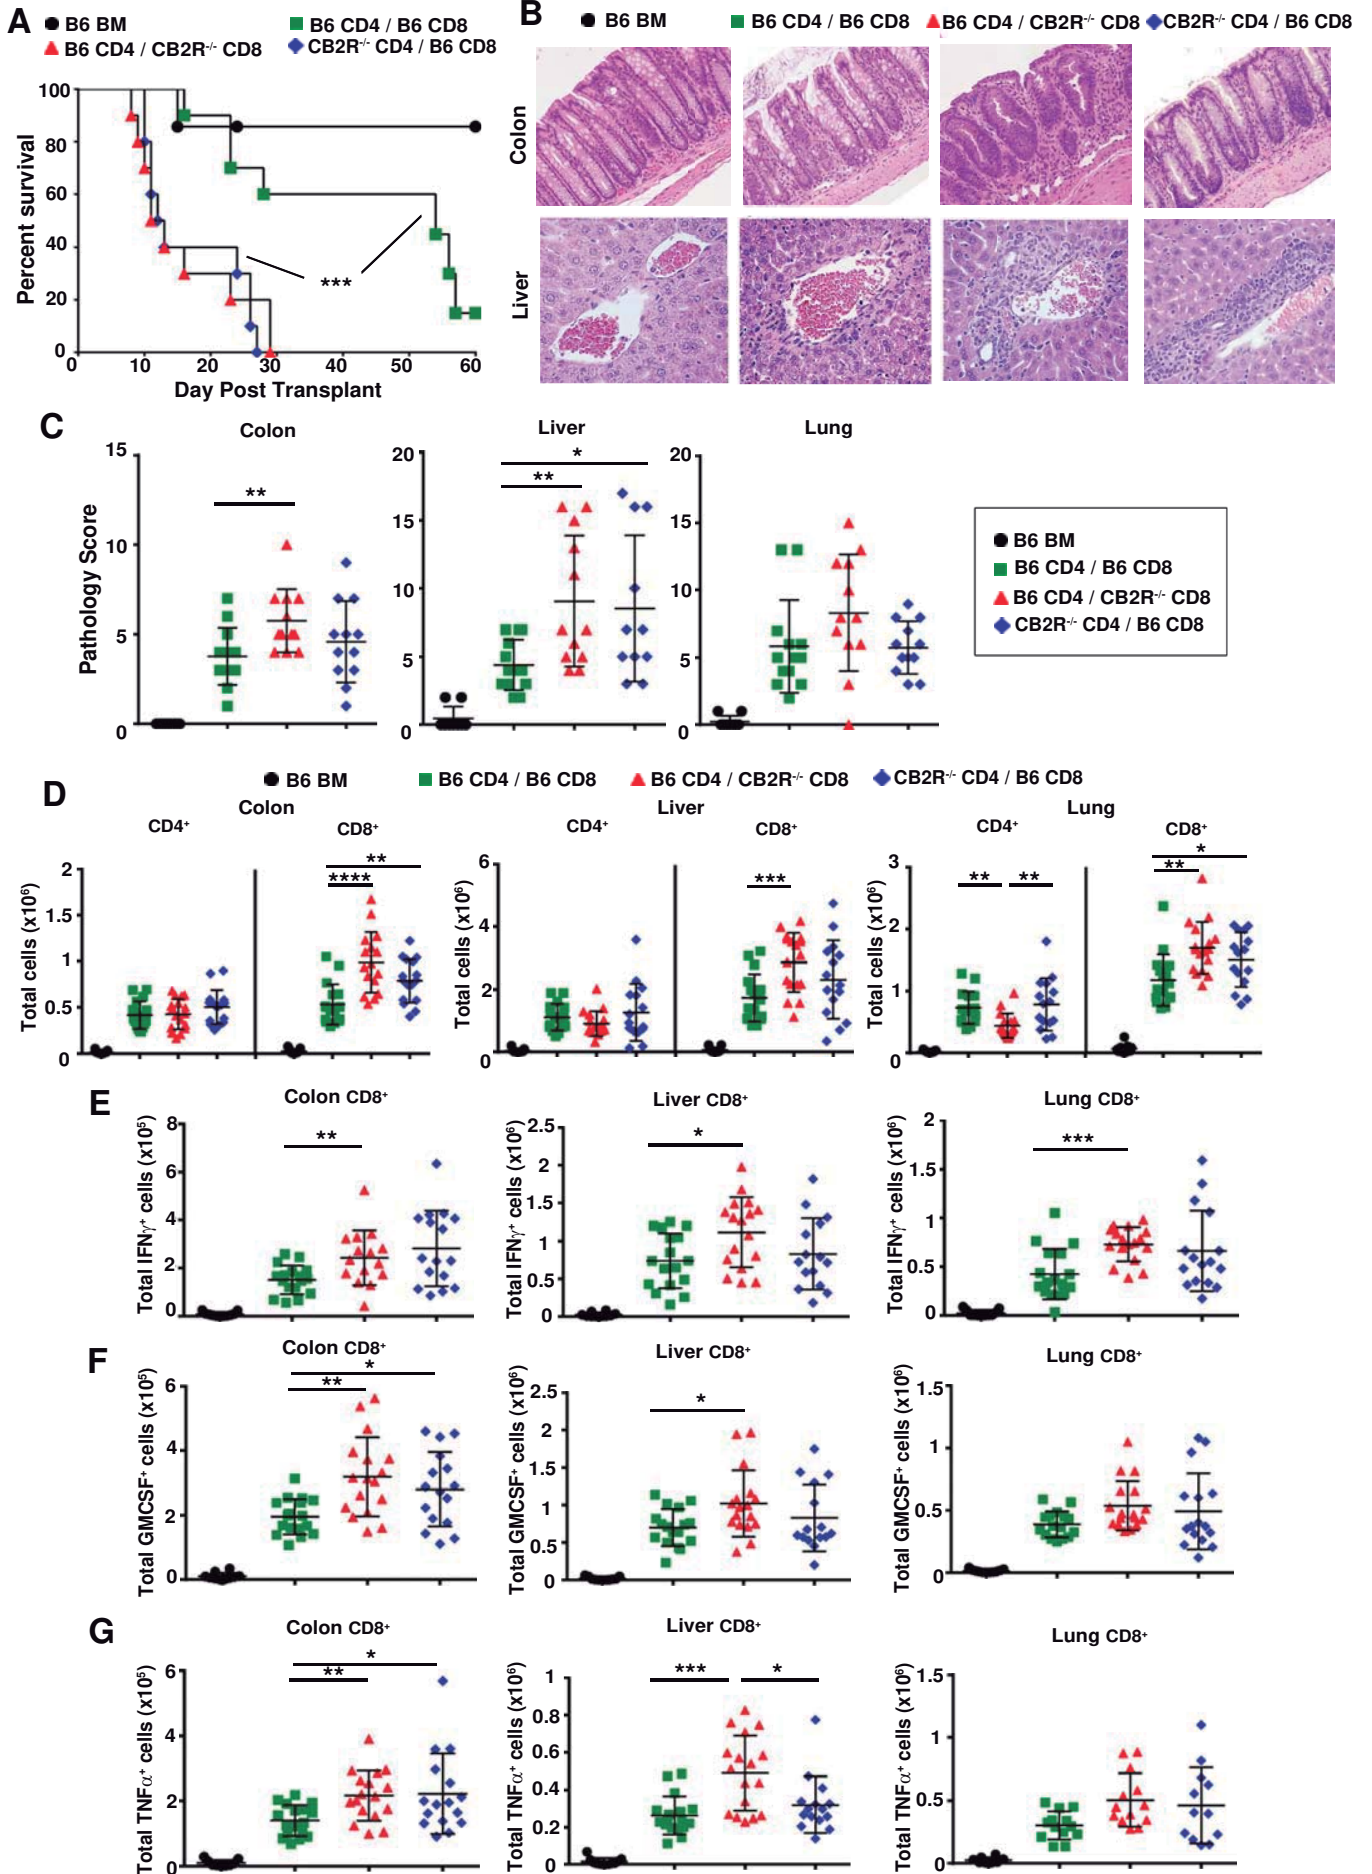 A
B6 BM
B6 CD4 / B6 CD8
B6 CD4 / CB2R-/- CD8
CB2R-/- CD4 / B6 CD8
Percent survival
100
80
60
40
20
0
***
0 10 20 30 40 50 60
Day Post Transplant
B
B6 BM
B6 CD4 / B6 CD8
B6 CD4 / CB2R-/- CD8
CB2R-/- CD4 / B6 CD8
Colon
Liver
C
Pathology Score
Colon
15
10
5
0
**
Liver
20
15
10
5
0
*
**
Lung
20
15
10
5
0
B6 BM
B6 CD4 / B6 CD8
B6 CD4 / CB2R-/- CD8
CB2R-/- CD4 / B6 CD8
B6 BM
B6 CD4 / B6 CD8
B6 CD4 / CB2R-/- CD8
CB2R-/- CD4 / B6 CD8
D
Colon
CD4+
CD8+
Total cells (x10⁶)
2
1.5
1
0.5
0
**
****
Liver
CD4+
CD8+
Total cells (x10⁶)
6
4
2
0
***
Lung
CD4+
CD8+
Total cells (x10⁶)
3
2
1
0
** **
*
**
E
Colon CD8+
Total IFNγ+ cells (x10⁵)
8
6
4
2
0
**
Liver CD8+
Total IFNγ+ cells (x10⁶)
2.5
2
1.5
1
0.5
0
*
Lung CD8+
Total IFNγ+ cells (x10⁶)
2
1.5
1
0.5
0
***
F
Colon CD8+
Total GMCSF+ cells (x10⁵)
6
4
2
0
*
**
Liver CD8+
Total GMCSF+ cells (x10⁶)
2.5
2
1.5
1
0.5
0
*
Lung CD8+
Total GMCSF+ cells (x10⁶)
1.5
1
0.5
0
G
Colon CD8+
Total TNFα+ cells (x10⁵)
6
4
2
0
*
**
Liver CD8+
Total TNFα+ cells (x10⁶)
1
0.8
0.6
0.4
0.2
0
*** *
Lung CD8+
Total TNFα+ cells (x10⁶)
1.5
1
0.5
0